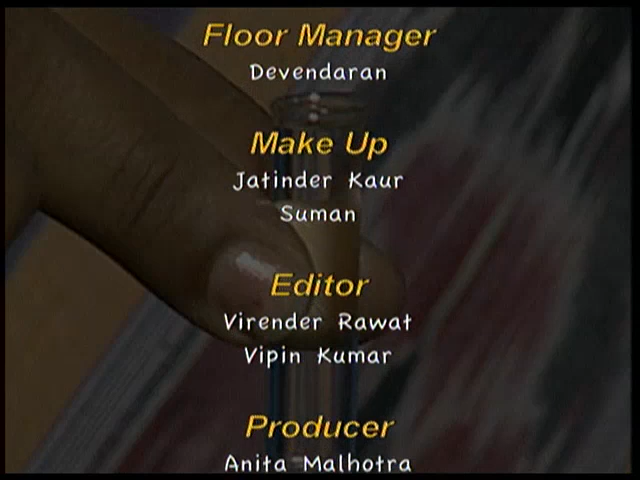 Floor Manager
Devendaran
Make Up
Jatinder Kaur
Suman
Editor
Virender Rawat
Vipin Kumar
Producer
Anita Malhotra